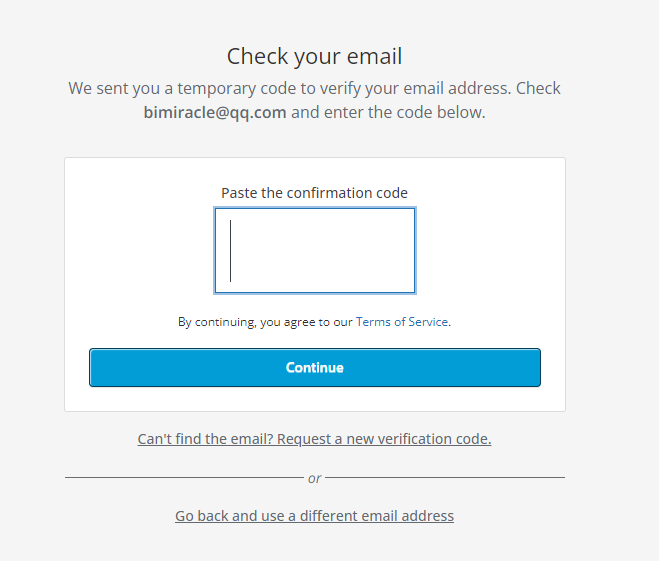 Check your email
We sent you a temporary code to verify your email address. Check
bimiracle@qq.com and enter the code below.
Paste the confirmation code
By continuing, you agree to our Terms of Service.
Continue
Can't find the email? Request a new verification code.
or
Go back and use a different email address